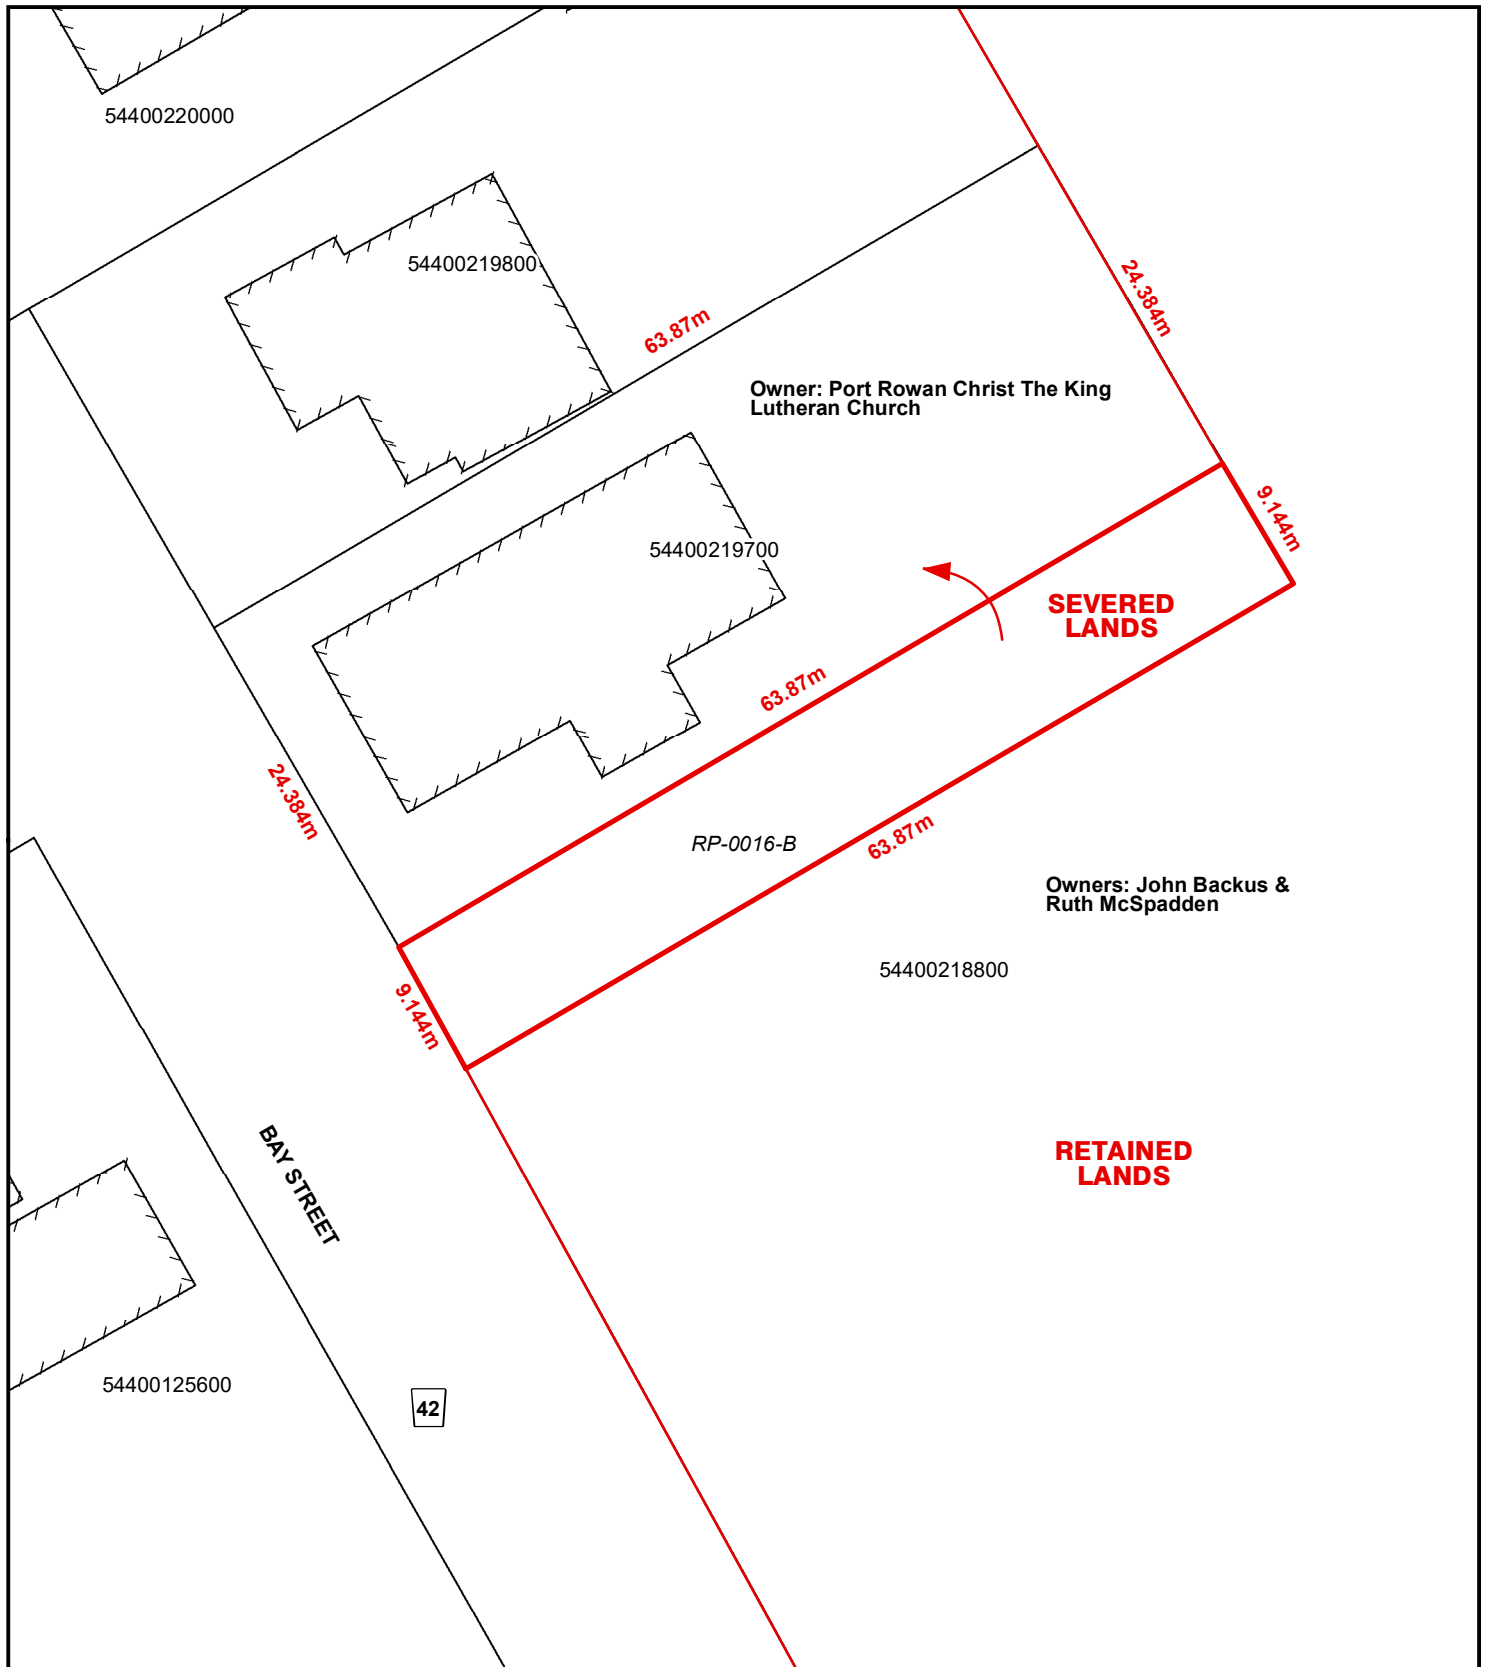 54400220000
54400219800
63.87m
24.384m
Owner: Port Rowan Christ The King
Lutheran Church
9.144m
54400219700
SEVERED
LANDS
63.87m
24.384m
63.87m
RP-0016-B
Owners: John Backus &
Ruth McSpadden
54400218800
9.144m
RETAINED
LANDS
BAY STREET
54400125600
42